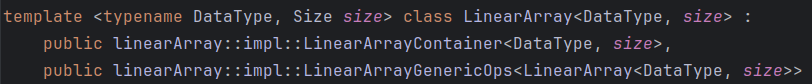 template <typename DataType, Size size> class LinearArray<DataType, size> :
public linearArray::impl::LinearArrayContainer<DataType, size>,
public linearArray::impl::LinearArrayGenericOps<LinearArray<DataType, size>>